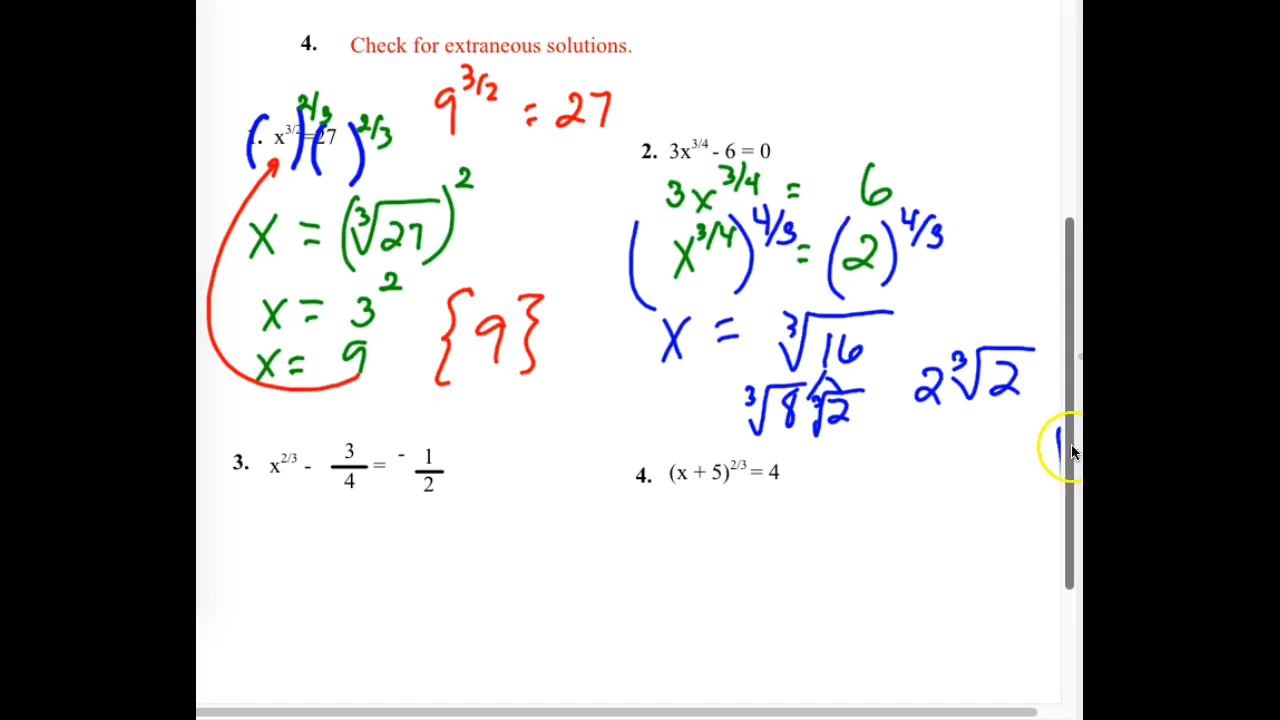 4. Check for extraneous solutions.
9^{3/2} = 27
1. (x^{3/2})^{2/3} = (27)^{2/3}
x = (∛27)^2
x = 3^2
x = 9
{9}
2. 3x^{3/4} - 6 = 0
3x^{3/4} = 6
(x^{3/4})^{4/3} = (2)^{4/3}
x = ∛16
∛8 ∛2
2∛2
3. x^{2/3} - 3/4 = - 1/2
4. (x + 5)^{2/3} = 4